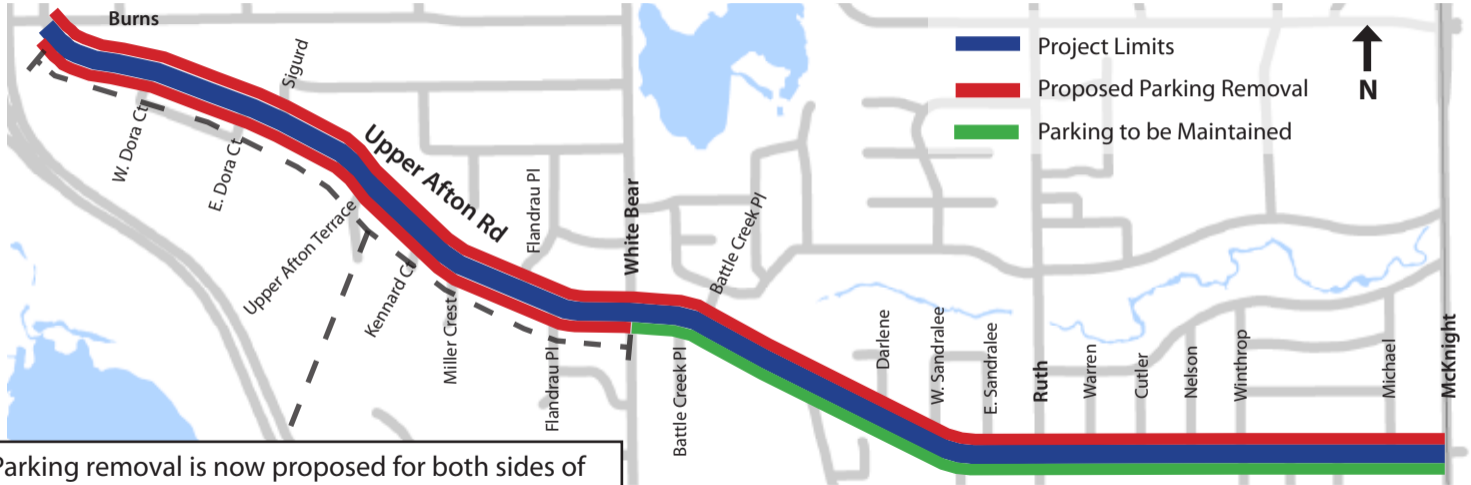 Burns
Sigurd
W. Dora Ct
E. Dora Ct
Upper Afton Rd
Upper Afton Terrace
Kennard Ct
Miller Crest
Flandrau Pl
Flandrau Pl
White Bear
Battle Creek Pl
Battle Creek Pl
Darlene
W. Sandralee
E. Sandralee
Ruth
Warren
Cutler
Nelson
Winthrop
Michael
McKnight
Project Limits
Proposed Parking Removal
Parking to be Maintained
N
Parking removal is now proposed for both sides of